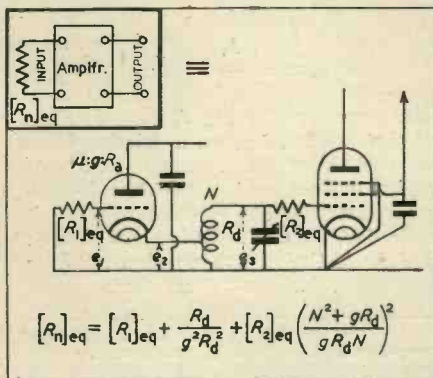 INPUT
Amplfr.
OUTPUT
[Rn]eq
≡
μ:g:Ra
N
[R1]eq
Rd
[R2]eq
e1
e2
e3
[Rn]eq = [R1]eq + Rd/g²Rd² + [R2]eq ((N² + gRd)/(gRdN))²